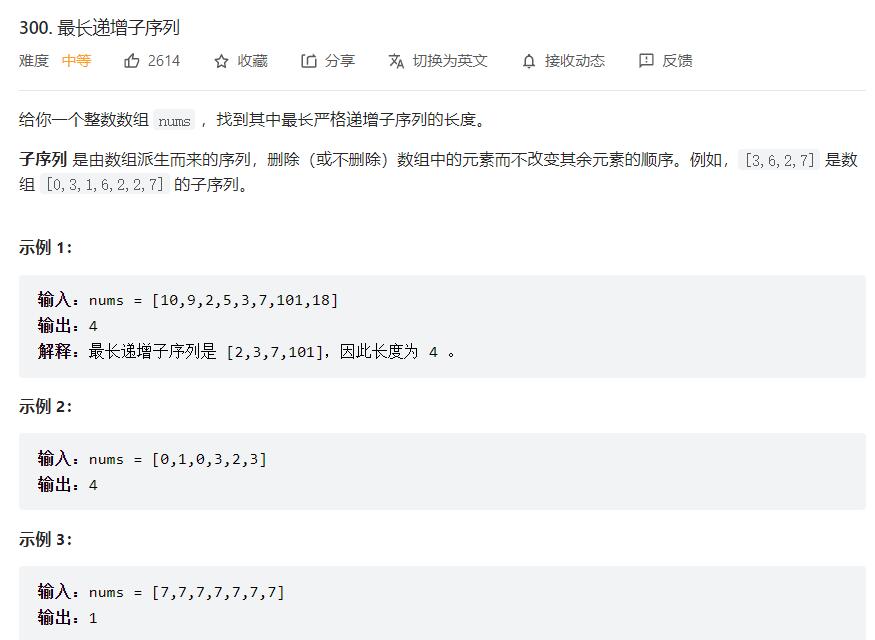 300. 最长递增子序列
难度 中等 2614 收藏 分享 切换为英文 接收动态 反馈
给你一个整数数组 nums ，找到其中最长严格递增子序列的长度。
子序列 是由数组派生而来的序列，删除（或不删除）数组中的元素而不改变其余元素的顺序。例如，[3,6,2,7] 是数
组 [0,3,1,6,2,2,7] 的子序列。
示例 1：
输入：nums = [10,9,2,5,3,7,101,18]
输出：4
解释：最长递增子序列是 [2,3,7,101]，因此长度为 4 。
示例 2：
输入：nums = [0,1,0,3,2,3]
输出：4
示例 3：
输入：nums = [7,7,7,7,7,7,7]
输出：1